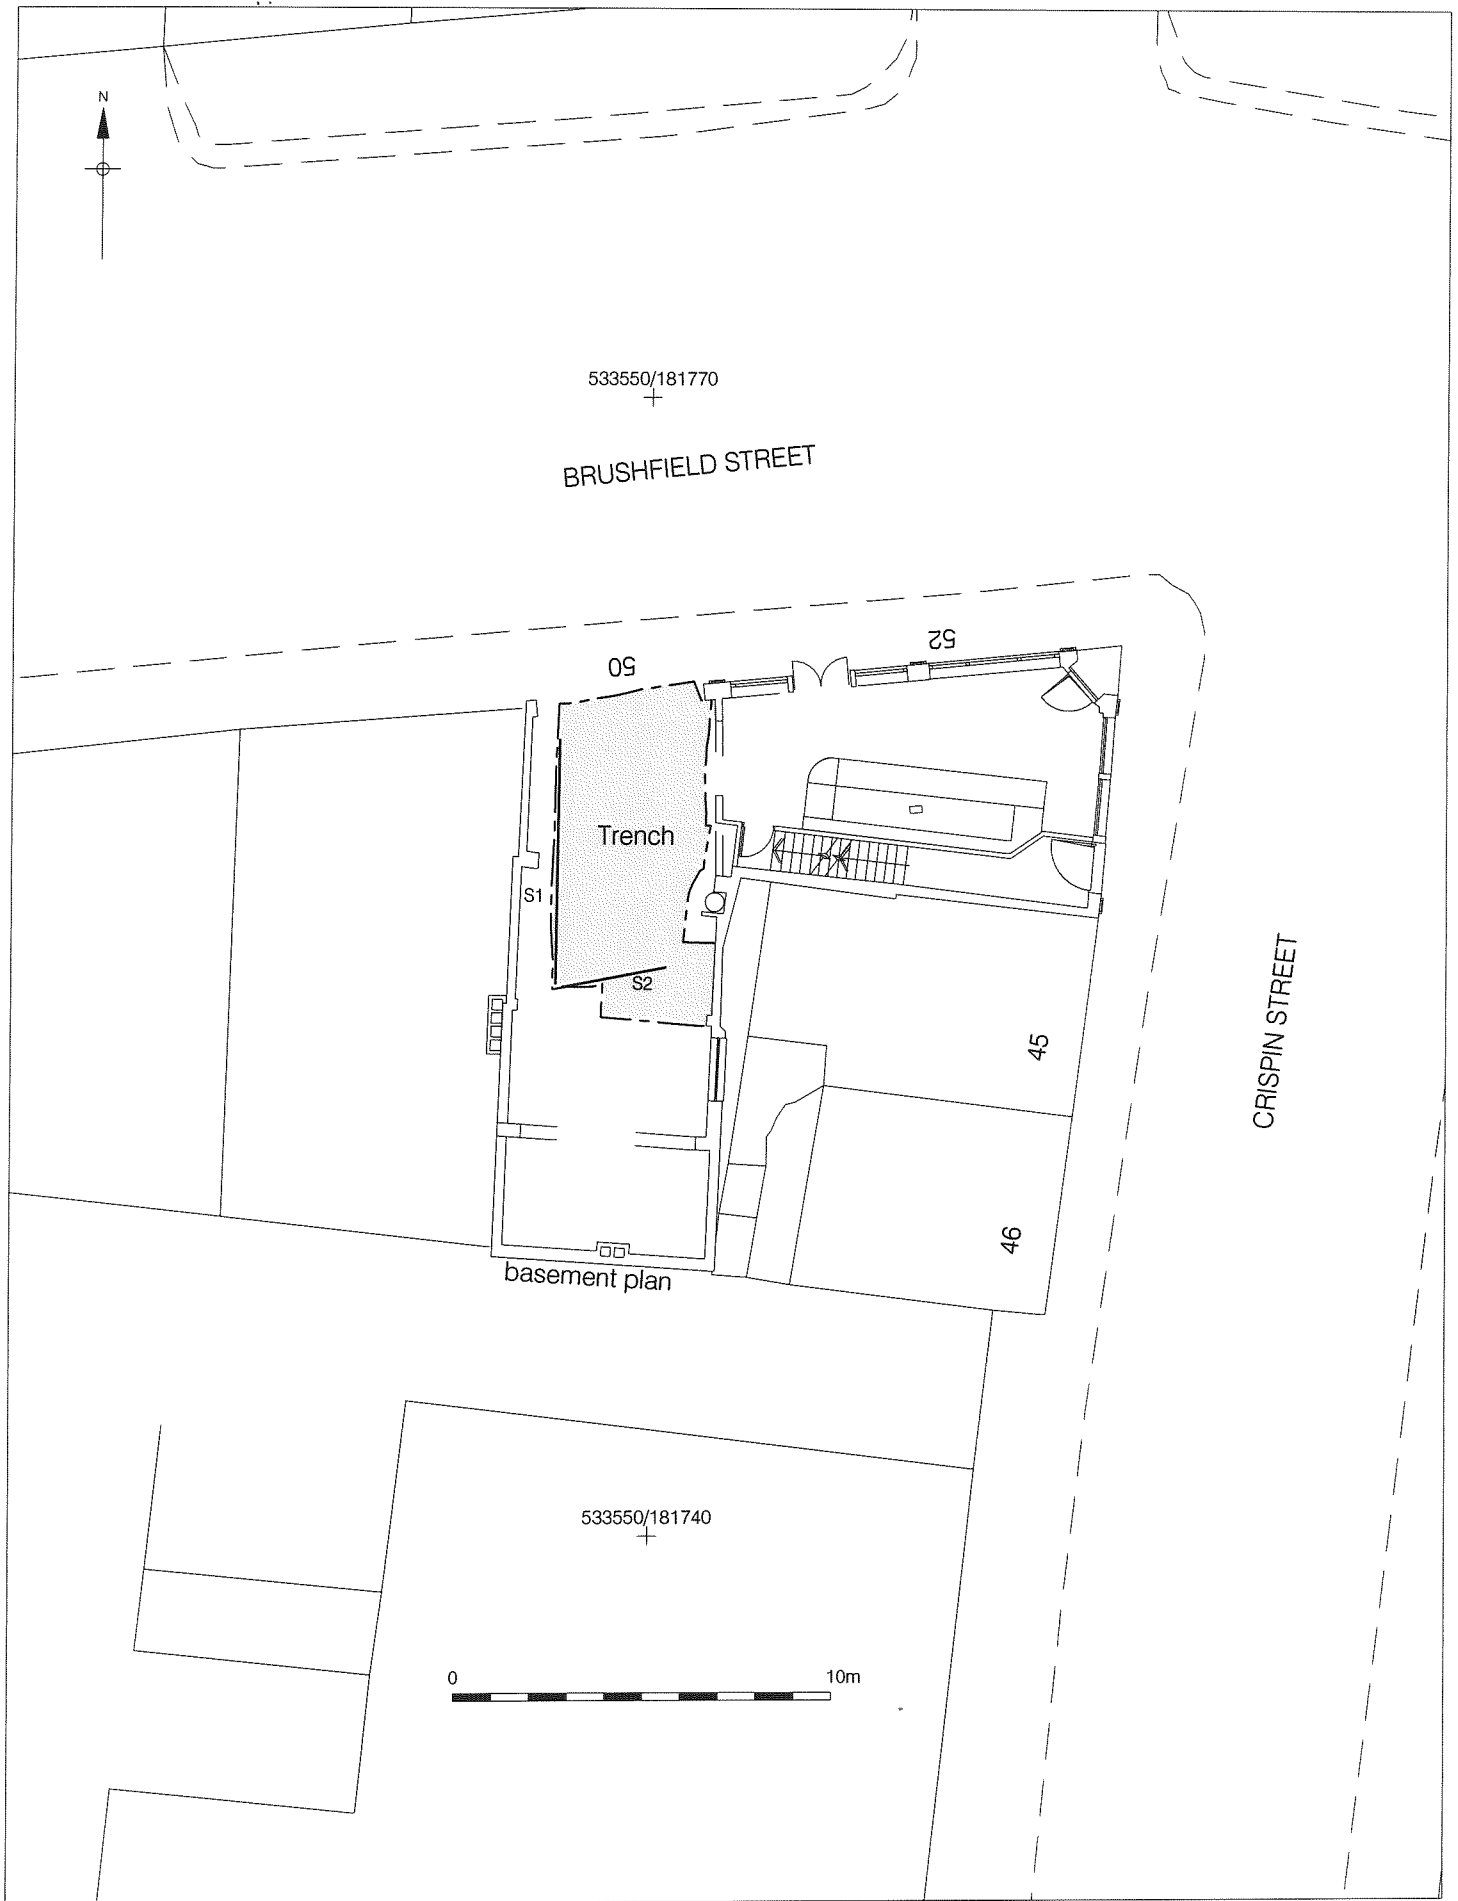 N
533550/181770
BRUSHFIELD STREET
52
50
Trench
S1
S2
45
CRISPIN STREET
46
basement plan
533550/181740
0 10m